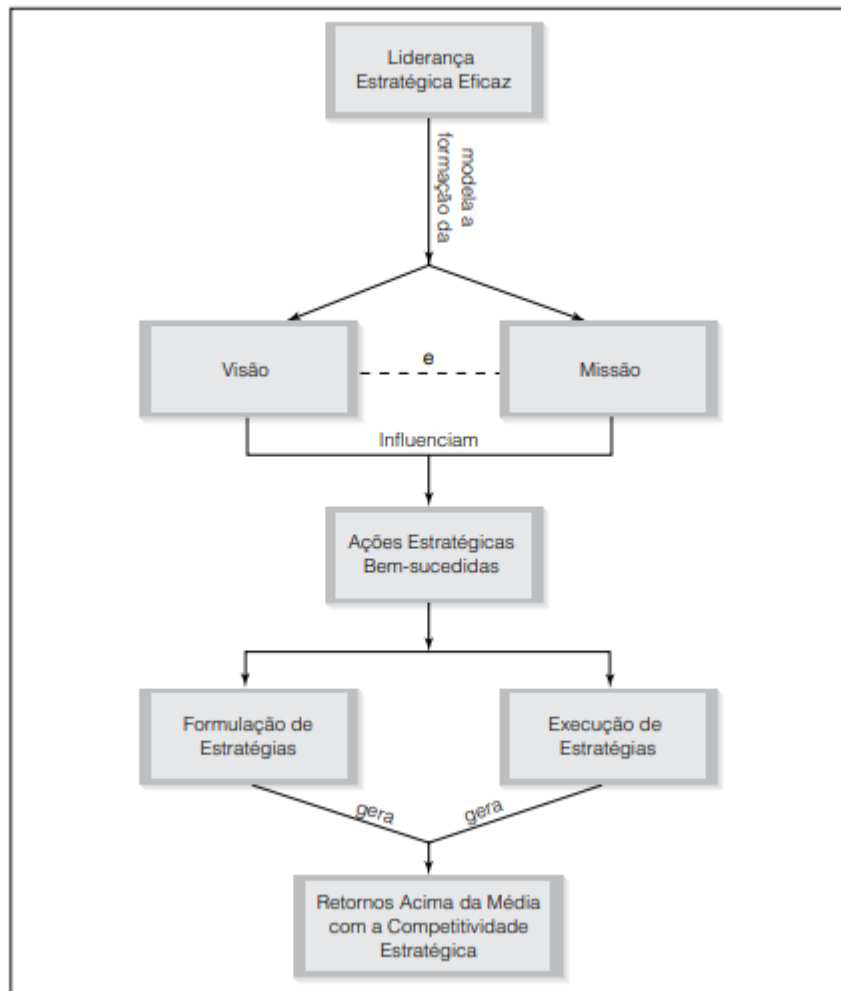 Liderança
Estratégica Eficaz
modela a
formação da
Visão
e
Missão
Influenciam
Ações Estratégicas
Bem-sucedidas
Formulação de
Estratégias
Execução de
Estratégias
gera
gera
Retornos Acima da Média
com a Competitividade
Estratégica